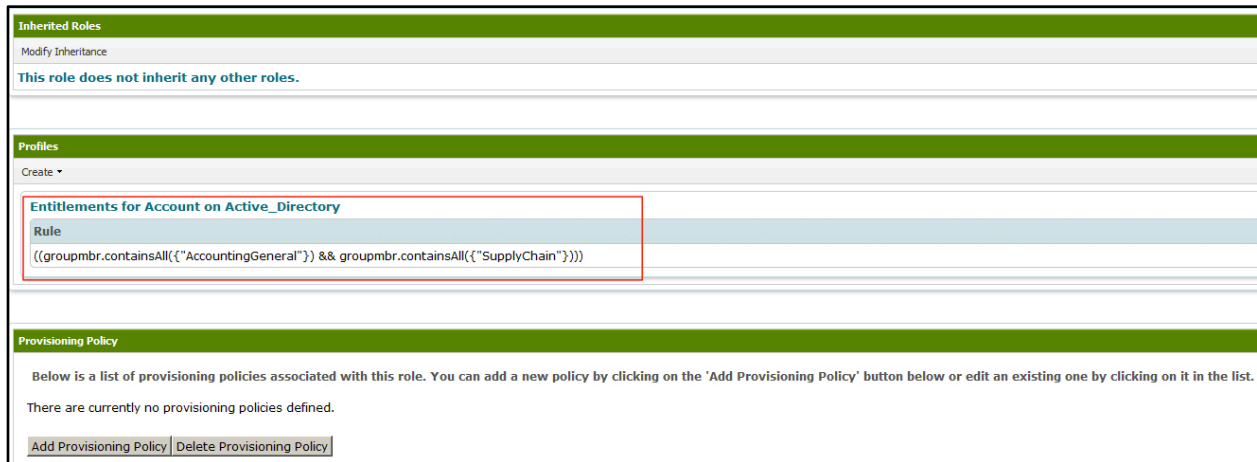 Inherited Roles
Modify Inheritance
This role does not inherit any other roles.
Profiles
Create
Entitlements for Account on Active_Directory
Rule
((groupmbr.containsAll({"AccountingGeneral"}) && groupmbr.containsAll({"SupplyChain"})))
Provisioning Policy
Below is a list of provisioning policies associated with this role. You can add a new policy by clicking on the 'Add Provisioning Policy' button below or edit an existing one by clicking on it in the list.
There are currently no provisioning policies defined.
Add Provisioning Policy Delete Provisioning Policy